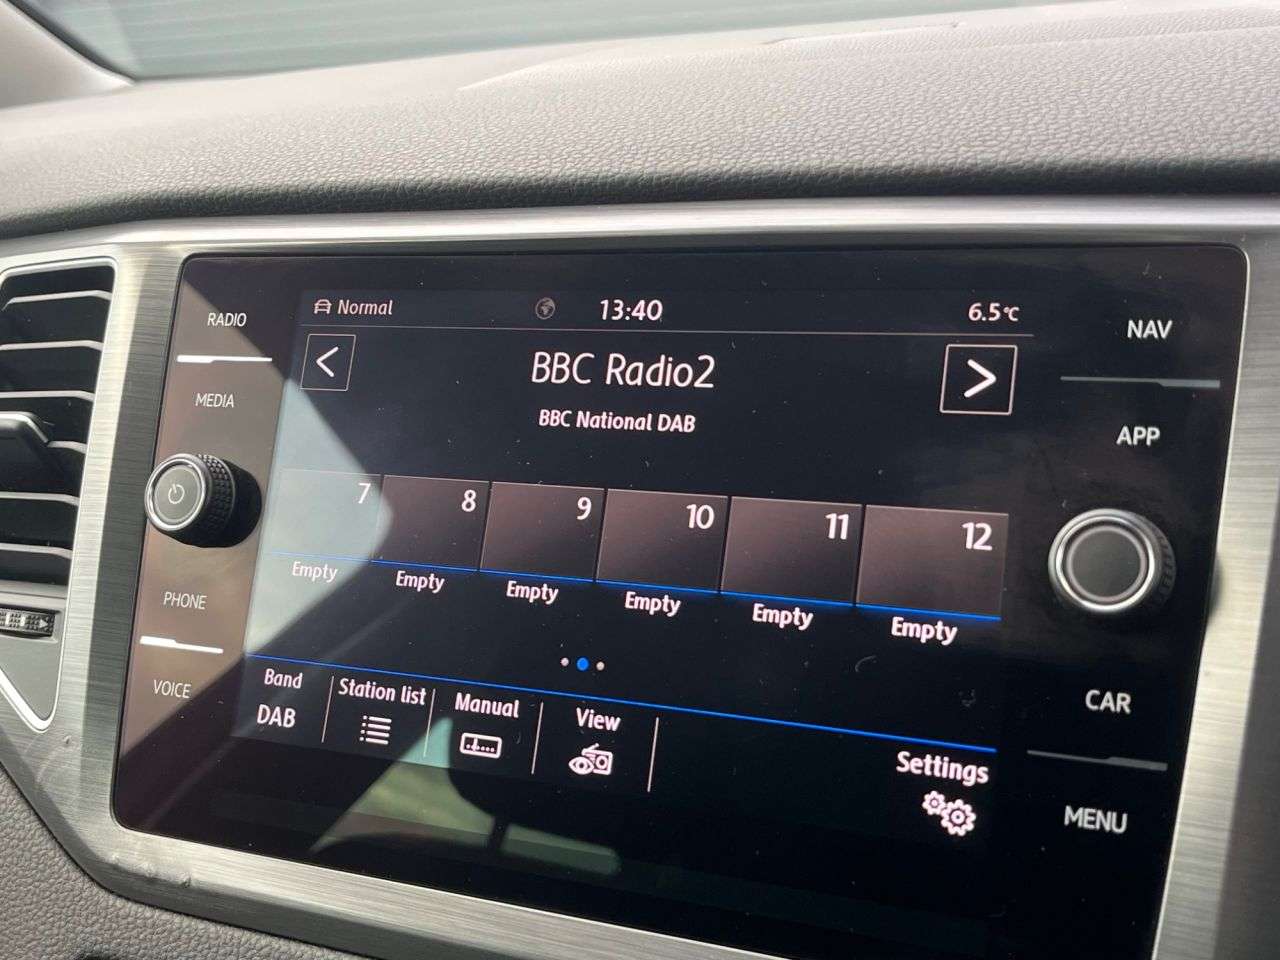 Normal 13:40 6.5°C
RADIO
MEDIA
PHONE
VOICE
BBC Radio2
BBC National DAB
7 8 9 10 11 12
Empty Empty Empty Empty Empty Empty
Band Station list Manual View Settings
DAB
NAV
APP
CAR
MENU